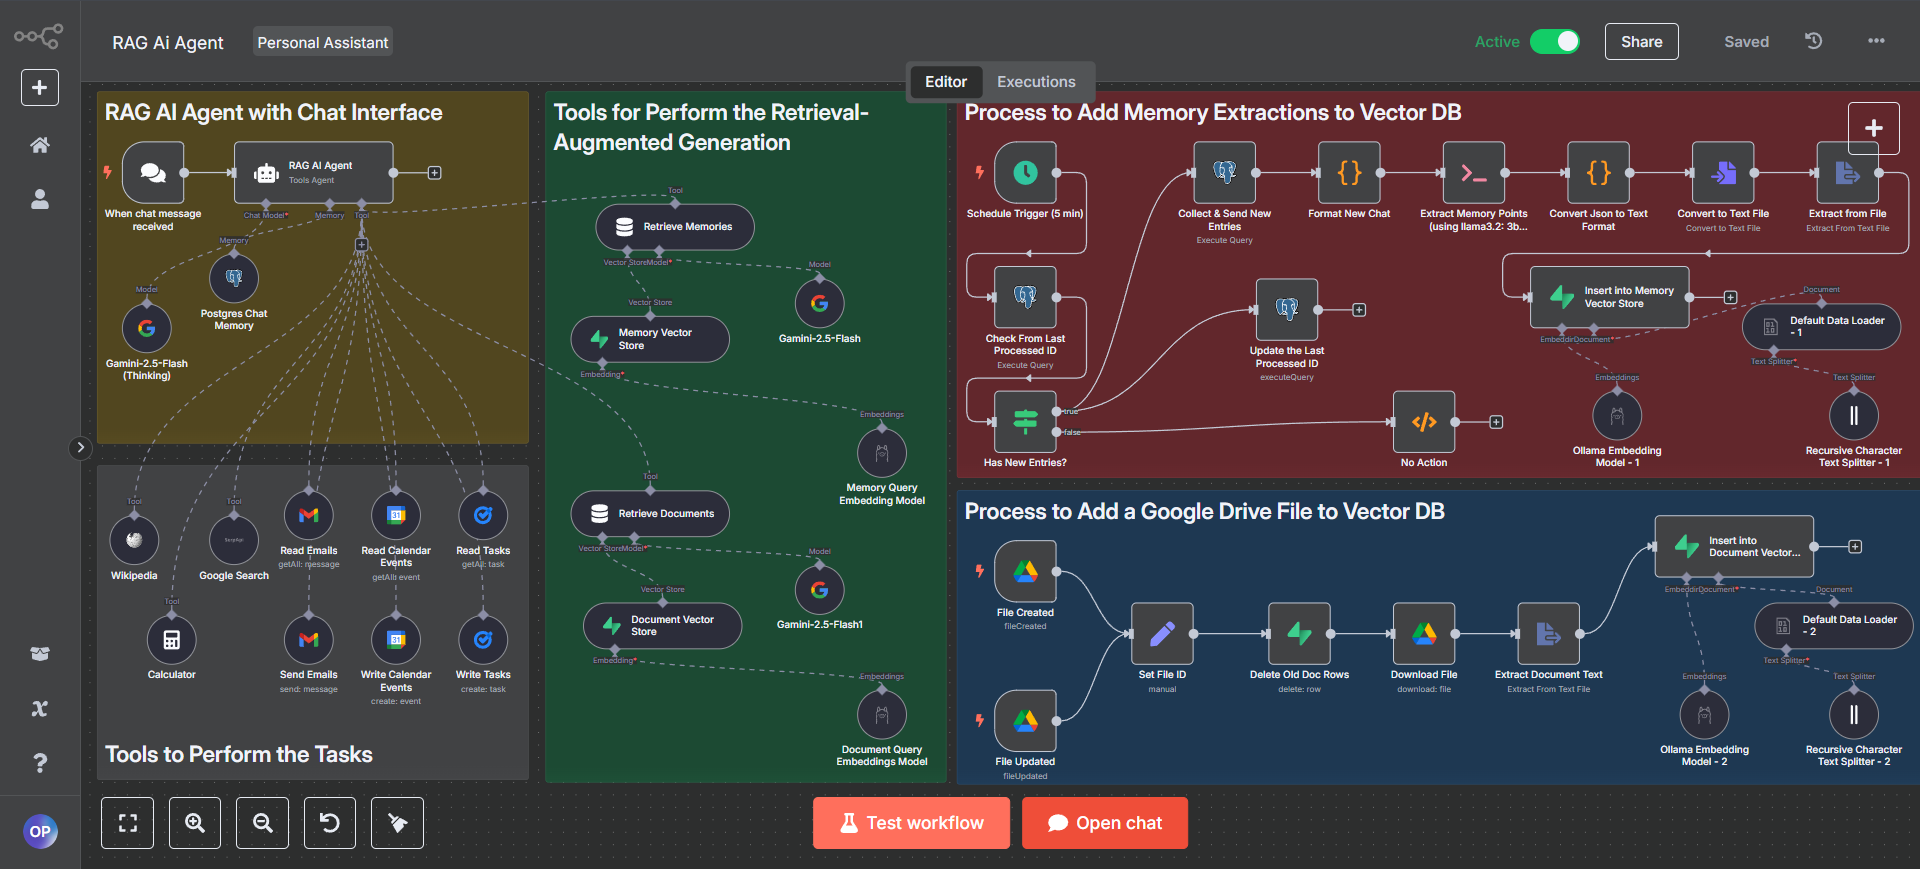 RAG Ai Agent
Personal Assistant
Active
Share
Saved
Editor
Executions
RAG AI Agent with Chat Interface
RAG AI Agent
Tools Agent
When chat message
received
Chat Model*
Memory
Tool
Memory
Model
Postgres Chat
Memory
Gamini-2.5-Flash
(Thinking)
Tool
Wikipedia
Tool
SerpApi
Google Search
Read Emails
getAll: message
Read Calendar
Events
getAll: event
31
Read Tasks
getAll: task
Tool
Calculator
Send Emails
send: message
31
Write Calendar
Events
create: event
Write Tasks
create: task
Tools to Perform the Tasks
Tools for Perform the Retrieval-
Augmented Generation
Tool
Retrieve Memories
Vector Store
Model*
Model
Gamini-2.5-Flash
Vector Store
Memory Vector
Store
Embedding*
Embeddings
Memory Query
Embedding Model
Tool
Retrieve Documents
Vector Store
Model*
Model
Gamini-2.5-Flash1
Vector Store
Document Vector
Store
Embedding*
Embeddings
Document Query
Embeddings Model
Process to Add Memory Extractions to Vector DB
Schedule Trigger (5 min)
Collect & Send New
Entries
Execute Query
Format New Chat
Extract Memory Points
(using llama3.2: 3b...
Convert Json to Text
Format
Convert to Text File
Convert to Text File
Extract from File
Extract From Text File
Check From Last
Processed ID
Execute Query
Update the Last
Processed ID
executeQuery
Insert into Memory
Vector Store
Embeddin
Document*
Document
Default Data Loader
- 1
Text Splitter*
Embeddings
Text Splitter
Has New Entries?
true
false
No Action
Ollama Embedding
Model - 1
Recursive Character
Text Splitter - 1
Process to Add a Google Drive File to Vector DB
File Created
fileCreated
File Updated
fileUpdated
Set File ID
manual
Delete Old Doc Rows
delete: row
Download File
download: file
Extract Document Text
Extract From Text File
Insert into
Document Vector...
Embeddin
Document*
Document
Default Data Loader
- 2
Text Splitter*
Embeddings
Text Splitter
Ollama Embedding
Model - 2
Recursive Character
Text Splitter - 2
OP
Test workflow
Open chat